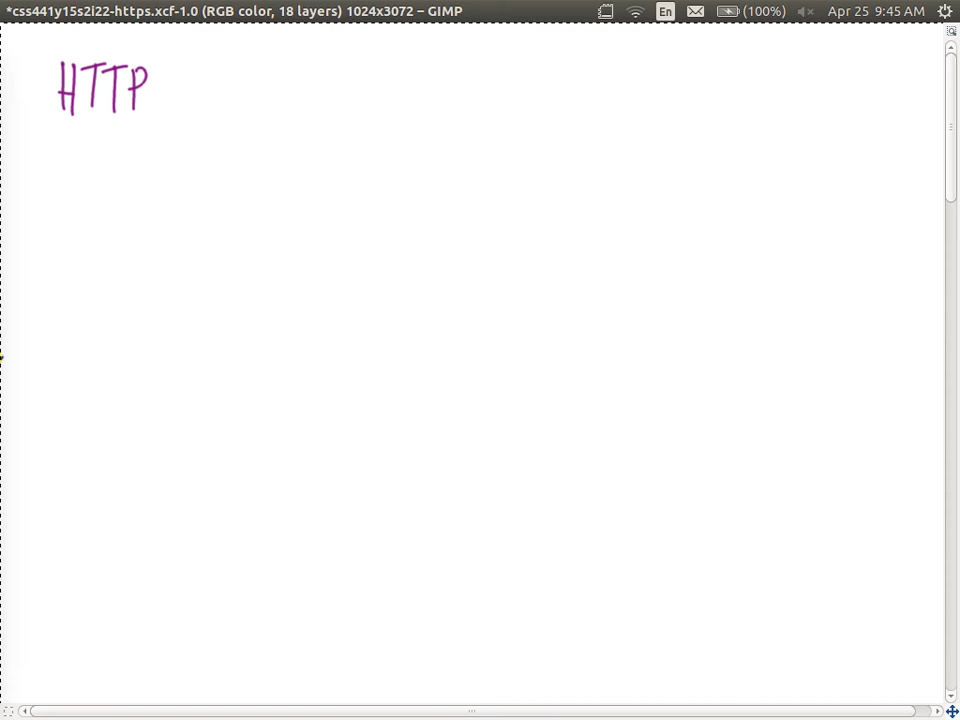 *css441y15s2i22-https.xcf-1.0 (RGB color, 18 layers) 1024x3072 – GIMP
En
(100%)
Apr 25 9:45 AM
HTTP